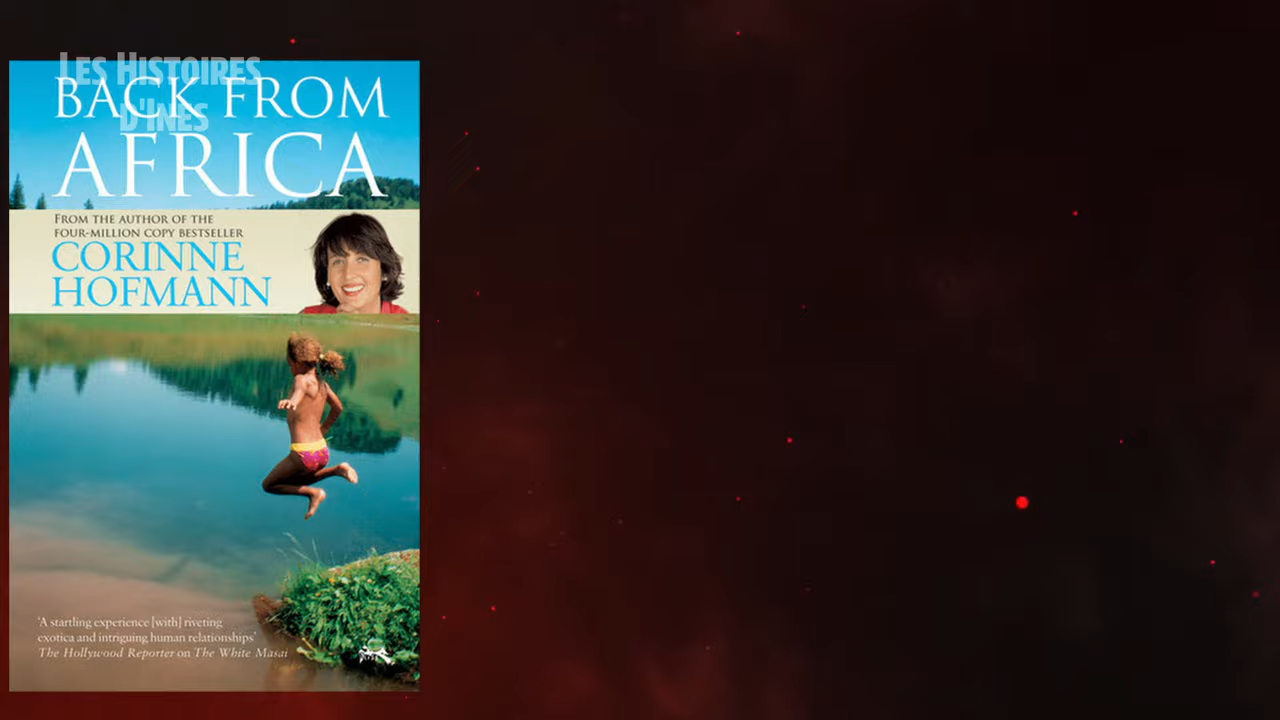 Les Histoires
d'Inès
BACK FROM
AFRICA
FROM THE AUTHOR OF THE
FOUR-MILLION COPY BESTSELLER
CORINNE
HOFMANN
'A startling experience [with] riveting
exotica and intriguing human relationships'
The Hollywood Reporter on The White Masai